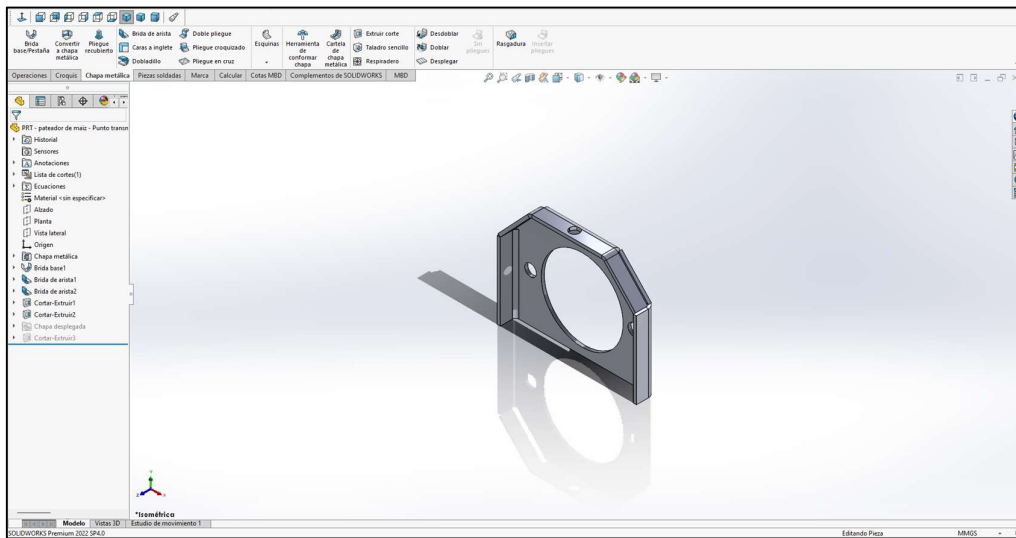 Brida base/Pestaña
Convertir a chapa metálica
Pliegue recubierto
Brida de arista
Caras a inglete
Dobladillo
Doble pliegue
Pliegue croquizado
Pliegue en cruz
Esquinas
Herramienta de conformar chapa
Cartela de chapa metálica
Extruir corte
Taladro sencillo
Respiradero
Desdoblar
Doblar
Desplegar
Sin pliegues
Rasgadura
Insertar pliegues
Operaciones Croquis Chapa metálica Piezas soldadas Marca Calcular Cotas MBD Complementos de SOLIDWORKS MBD
PRT - pateador de maiz - Punto transn
Historial
Sensores
Anotaciones
Lista de cortes(1)
Ecuaciones
Material <sin especificar>
Alzado
Planta
Vista lateral
Origen
Chapa metálica
Brida base1
Brida de arista1
Brida de arista2
Cortar-Extruir1
Cortar-Extruir2
Chapa desplegada
Cortar-Extruir3
Y
Z
X
*Isométrica
Modelo Vistas 3D Estudio de movimiento 1
SOLIDWORKS Premium 2022 SP4.0 Editando Pieza MMGS